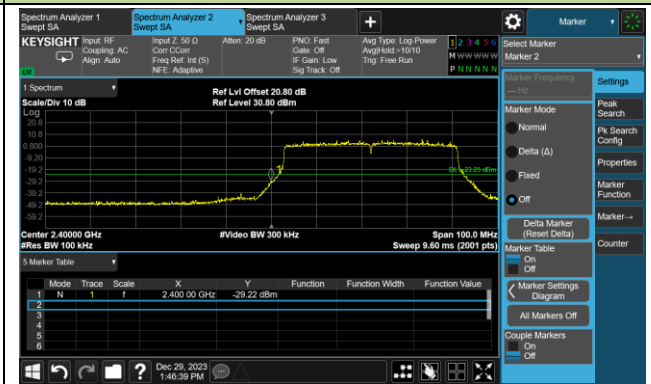 Spectrum Analyzer 1
Swept SA
Spectrum Analyzer 2
Swept SA
Spectrum Analyzer 3
Swept SA
+
Marker
KEYSIGHT
Input: RF
Coupling: AC
Align: Auto
Input Z: 50 Ω
Corr CCorr
Freq Ref: Int (S)
NFE: Adaptive
Atten: 20 dB
PNO: Fast
Gate: Off
IF Gain: Low
Sig Track: Off
Avg Type: Log-Power
Avg|Hold:>10/10
Trig: Free Run
1 2 3 4 5 6
M W W W W W
P N N N N N
Select Marker
Marker 2
1 Spectrum
Scale/Div 10 dB
Ref Lvl Offset 20.80 dB
Ref Level 30.80 dBm
Log
20.8
10.8
0.800
-9.20
-19.2
-29.2
-39.2
-49.2
-59.2
DL1 -23.25 dBm
Center 2.40000 GHz
#Video BW 300 kHz
Span 100.0 MHz
#Res BW 100 kHz
Sweep 9.60 ms (2001 pts)
5 Marker Table
Mode Trace Scale X Y Function Function Width Function Value
1 N 1 f 2.400 00 GHz -29.22 dBm
2
3
4
5
6
Marker Frequency
--- Hz
Marker Mode
Normal
Delta (Δ)
Fixed
Off
Delta Marker
(Reset Delta)
Marker Table
On
Off
Marker Settings
Diagram
All Markers Off
Couple Markers
On
Off
Settings
Peak
Search
Pk Search
Config
Properties
Marker
Function
Marker→
Counter
?
Dec 29, 2023
1:46:39 PM